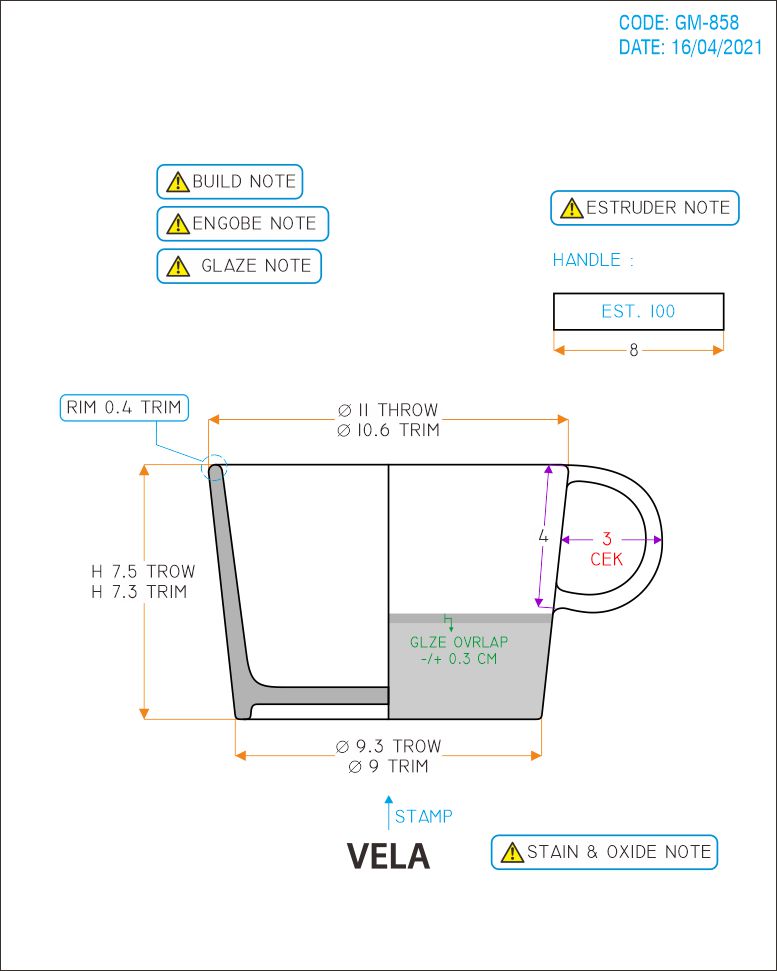 CODE: GM-858
DATE: 16/04/2021
BUILD NOTE
ENGOBE NOTE
GLAZE NOTE
ESTRUDER NOTE
HANDLE :
EST. 100
8
RIM 0.4 TRIM
Ø 11 THROW
Ø 10.6 TRIM
4
3
CEK
H 7.5 TROW
H 7.3 TRIM
GLZE OVRLAP
-/+ 0.3 CM
Ø 9.3 TROW
Ø 9 TRIM
STAMP
VELA
STAIN & OXIDE NOTE